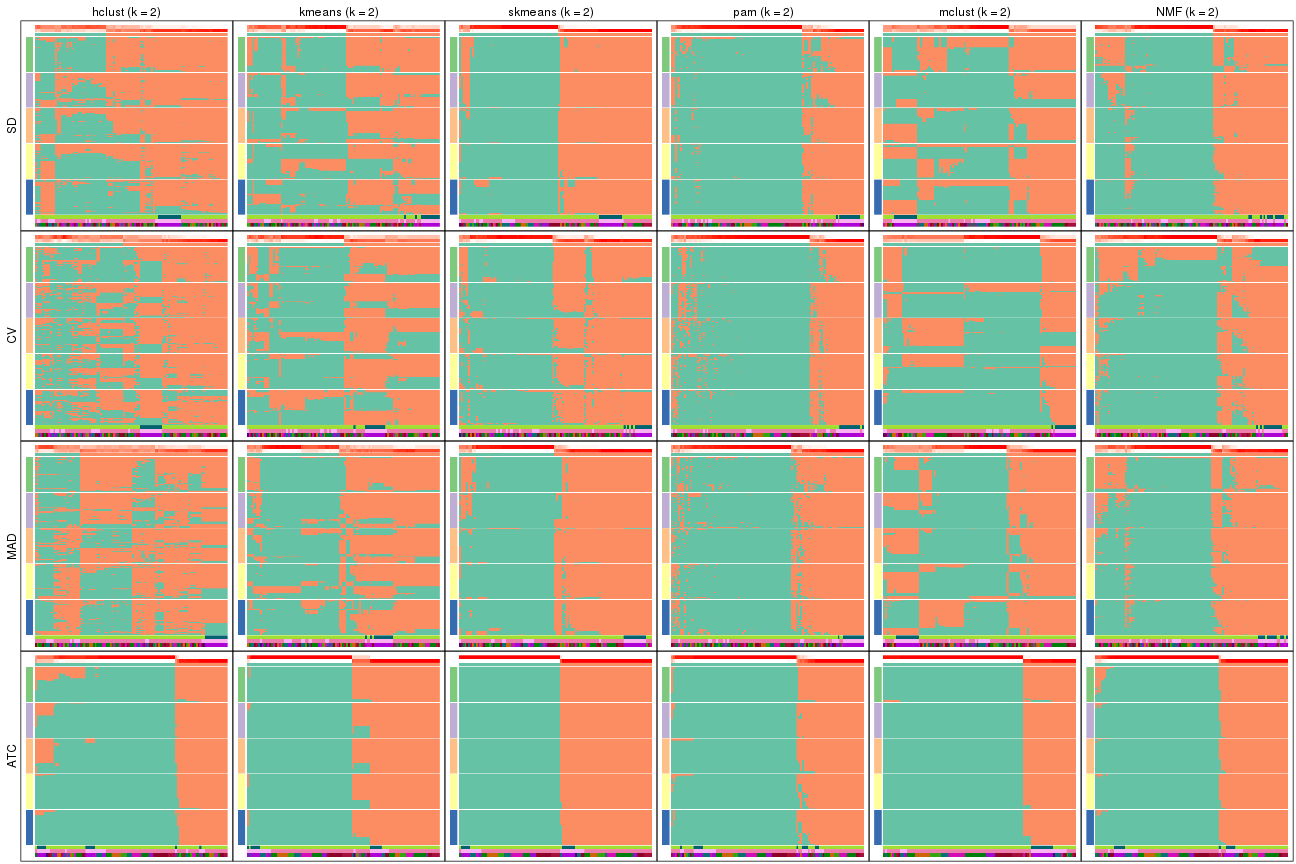 hclust (k = 2) kmeans (k = 2) skmeans (k = 2) pam (k = 2) mclust (k = 2) NMF (k = 2)
SD
CV
MAD
ATC